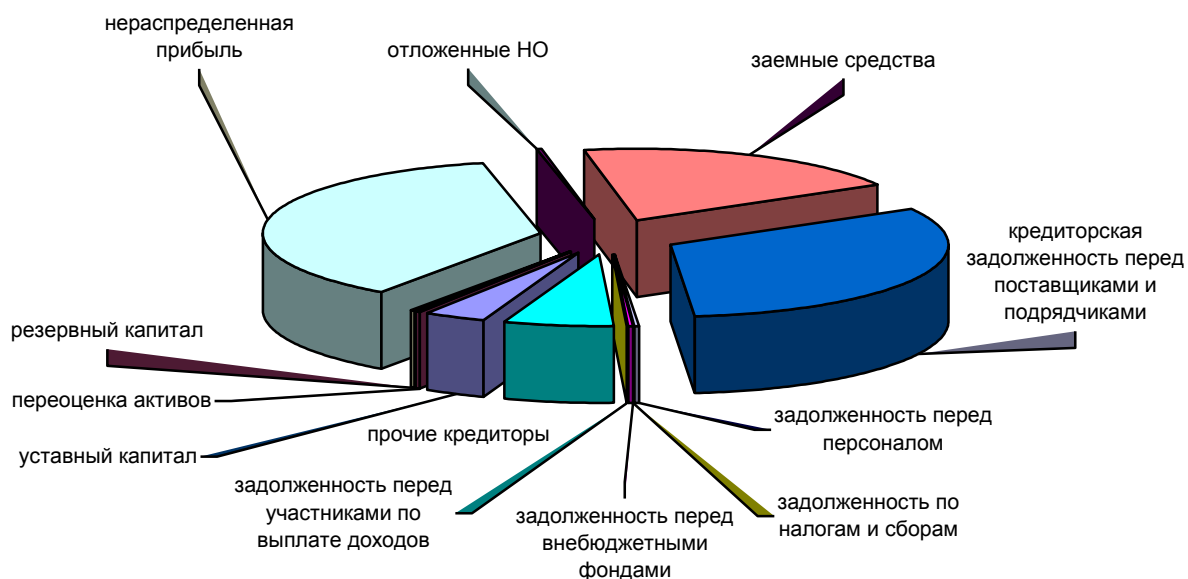 нераспределенная
прибыль
отложенные НО
заемные средства
кредиторская
задолженность перед
поставщиками и
подрядчиками
резервный капитал
переоценка активов
уставный капитал
прочие кредиторы
задолженность перед
персоналом
задолженность перед
участниками по
выплате доходов
задолженность перед
внебюджетными
фондами
задолженность по
налогам и сборам